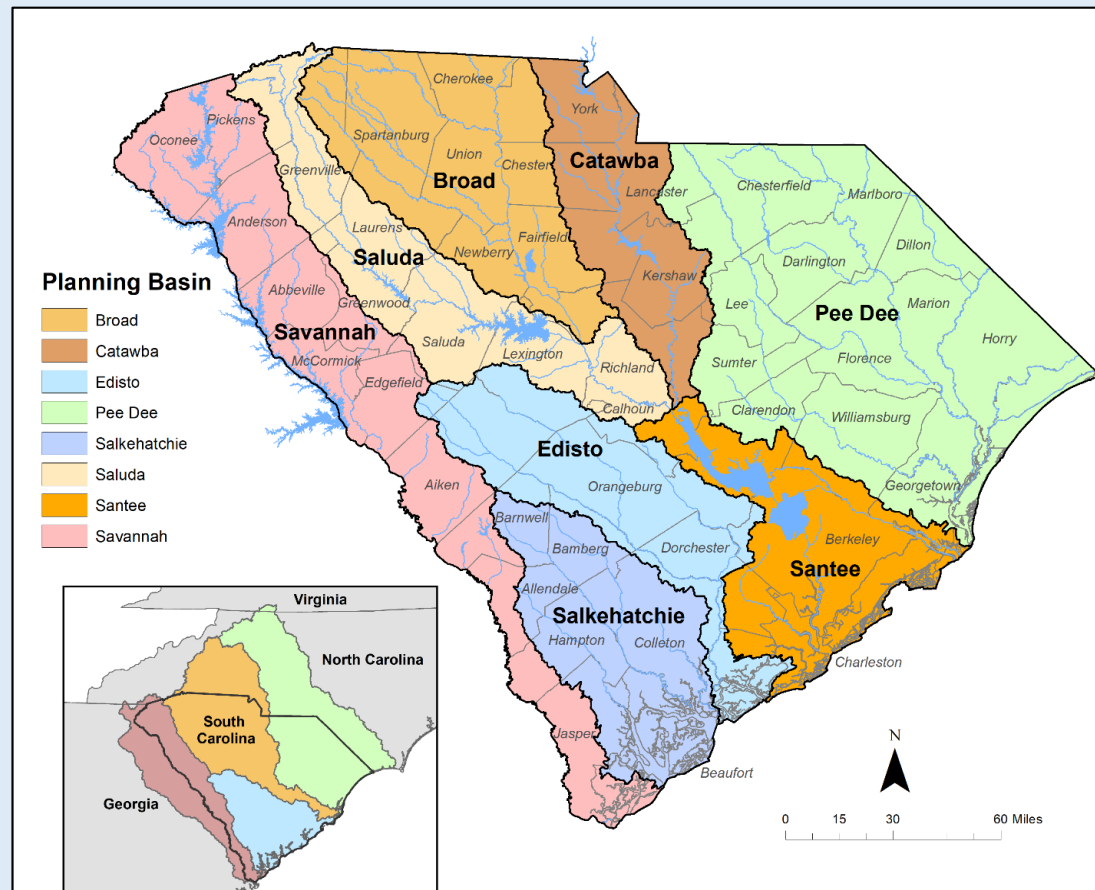 Cherokee
York
Pickens
Oconee
Spartanburg
Union
Chester
Catawba
Greenville
Broad
Lancaster
Chesterfield
Marlboro
Anderson
Laurens
Newberry
Fairfield
Dillon
Saluda
Planning Basin
Kershaw
Darlington
Abbeville
Greenwood
Lee
Marion
Pee Dee
Broad
Savannah
Saluda
Lexington
Horry
Catawba
McCormick
Richland
Sumter
Florence
Edisto
Edgefield
Calhoun
Clarendon
Williamsburg
Pee Dee
Edisto
Salkehatchie
Aiken
Orangeburg
Georgetown
Saluda
Santee
Barnwell
Savannah
Bamberg
Dorchester
Berkeley
Santee
Allendale
Salkehatchie
Hampton
Colleton
Charleston
Jasper
Beaufort
Virginia
North Carolina
South
Carolina
Georgia
N
0 15 30 60 Miles